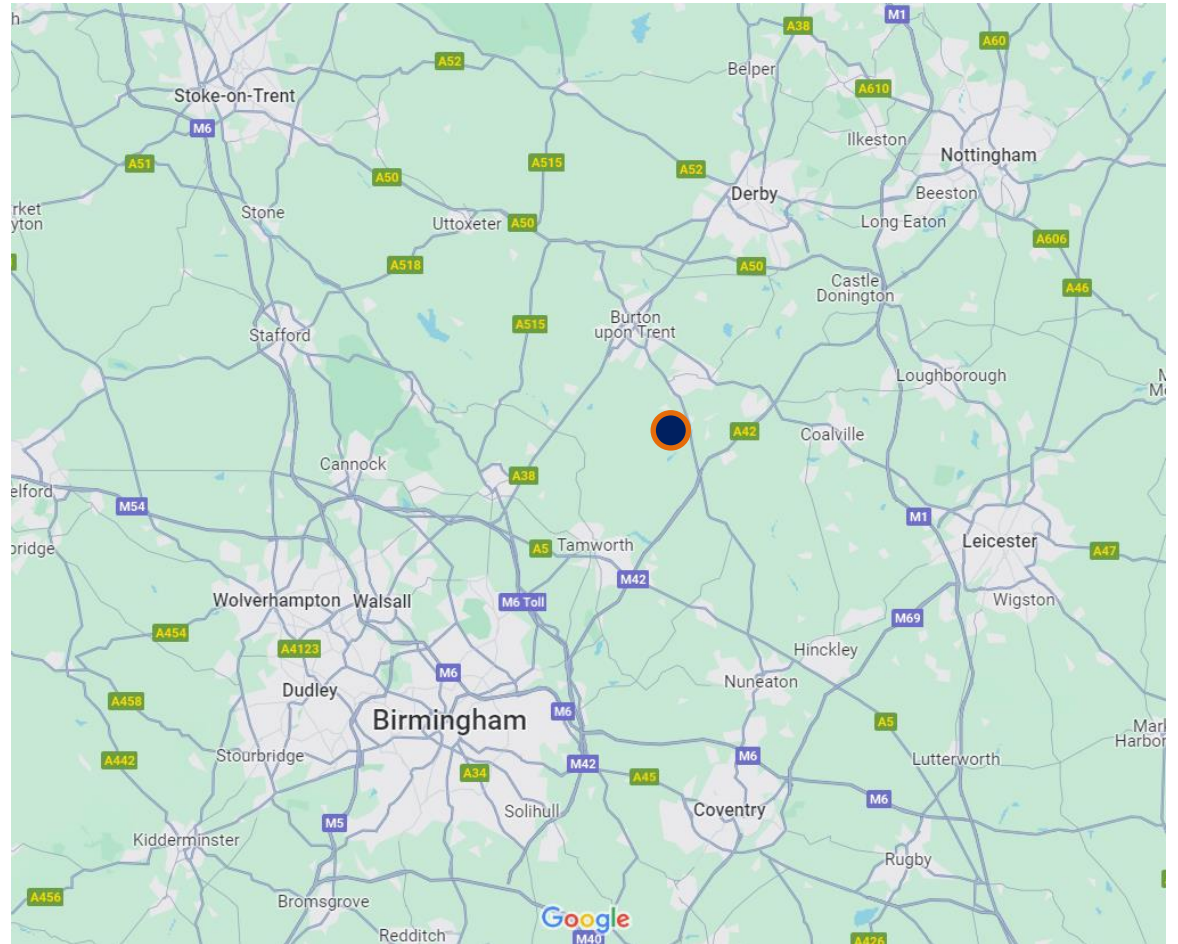 h
A38
M1
A60
A52
Belper
Stoke-on-Trent
A610
M6
Ilkeston
Nottingham
A51
A515
A52
A50
Derby
Beeston
rket
yton
Stone
Uttoxeter
A50
Long Eaton
A606
A518
A50
Castle
Donington
A46
Burton
upon Trent
A515
Stafford
Loughborough
M
Me
A42
Coalville
Cannock
A38
elford
M54
M1
bridge
A5
Tamworth
Leicester
A47
M42
Wolverhampton
Walsall
M6 Toll
Wigston
A454
M69
A4123
Hinckley
M6
Nuneaton
Dudley
A458
Birmingham
M6
A5
Mark
Harbor
Stourbridge
M6
Lutterworth
A442
A34
M42
A45
M6
Solihull
Coventry
M5
Kidderminster
Rugby
A456
Bromsgrove
Google
Redditch
M40
A426